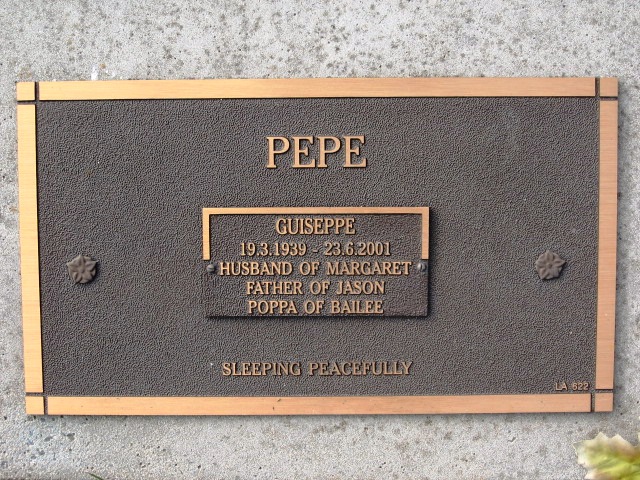 PEPE
GUISEPPE
19.3.1939 - 23.6.2001
HUSBAND OF MARGARET
FATHER OF JASON
POPPA OF BAILEE
SLEEPING PEACEFULLY
LA 622